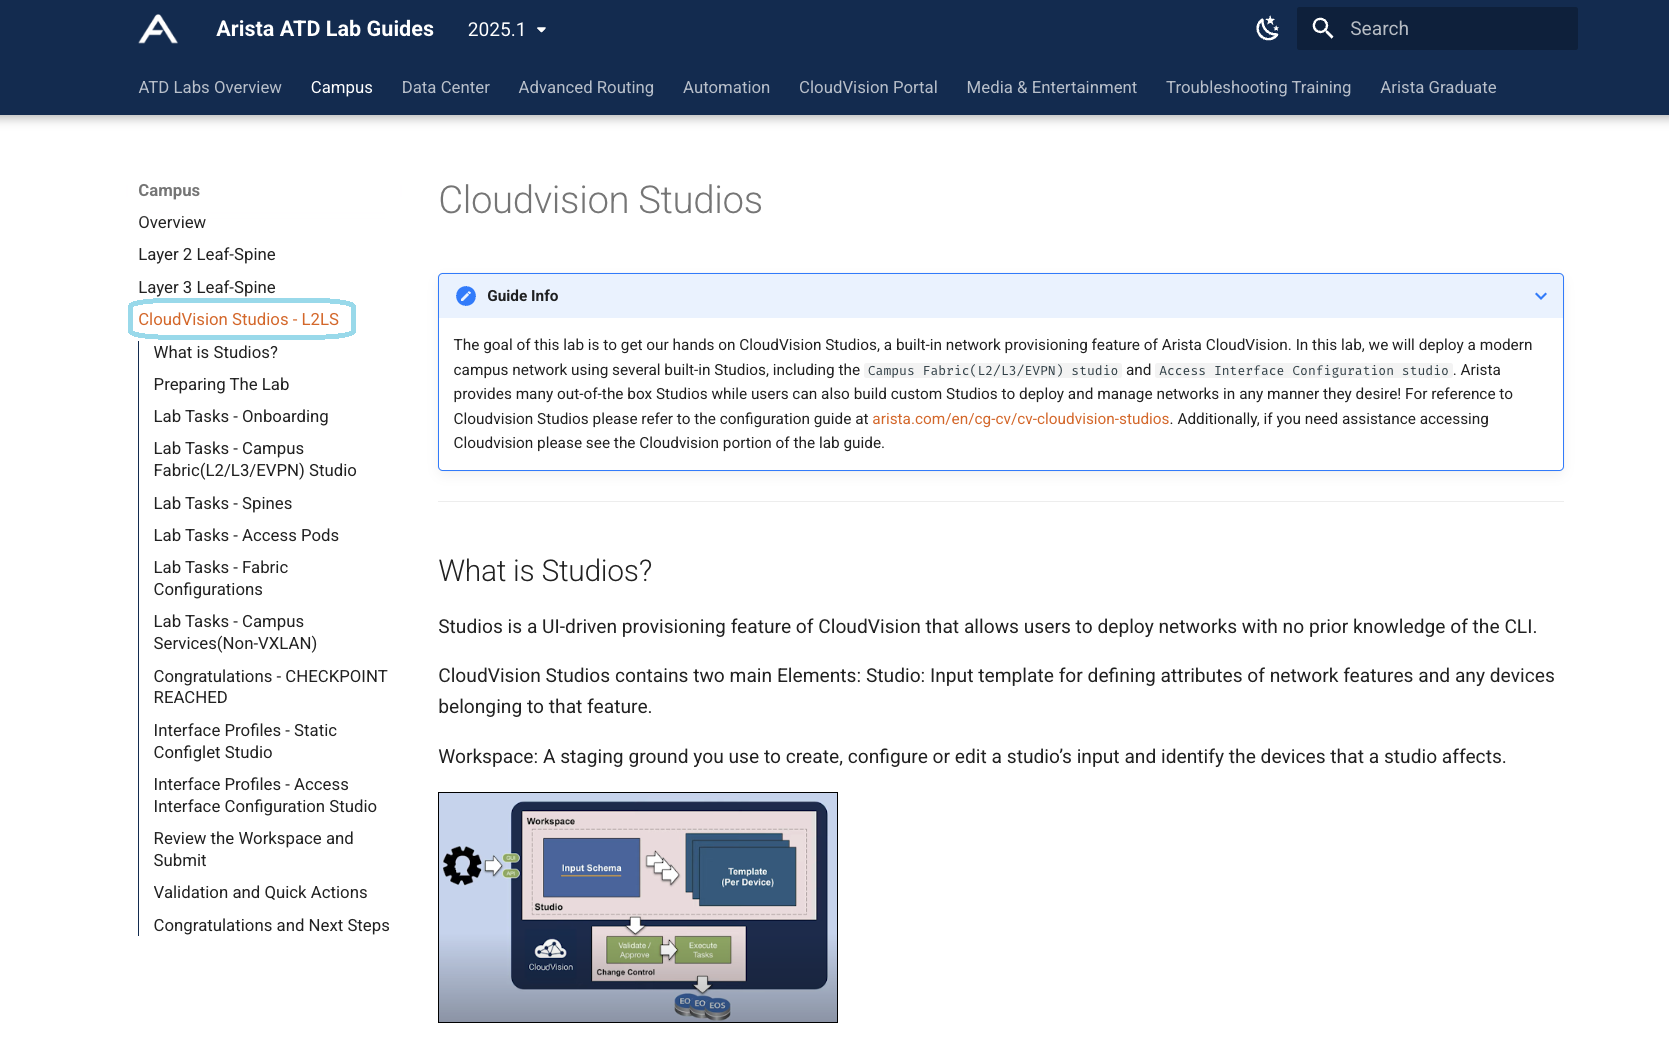 Arista ATD Lab Guides
2025.1
Search
ATD Labs Overview
Campus
Data Center
Advanced Routing
Automation
CloudVision Portal
Media & Entertainment
Troubleshooting Training
Arista Graduate
Campus
Overview
Layer 2 Leaf-Spine
Layer 3 Leaf-Spine
CloudVision Studios - L2LS
What is Studios?
Preparing The Lab
Lab Tasks - Onboarding
Lab Tasks - Campus
Fabric(L2/L3/EVPN) Studio
Lab Tasks - Spines
Lab Tasks - Access Pods
Lab Tasks - Fabric
Configurations
Lab Tasks - Campus
Services(Non-VXLAN)
Congratulations - CHECKPOINT
REACHED
Interface Profiles - Static
Configlet Studio
Interface Profiles - Access
Interface Configuration Studio
Review the Workspace and
Submit
Validation and Quick Actions
Congratulations and Next Steps
Cloudvision Studios
Guide Info
The goal of this lab is to get our hands on CloudVision Studios, a built-in network provisioning feature of Arista CloudVision. In this lab, we will deploy a modern
campus network using several built-in Studios, including the Campus Fabric(L2/L3/EVPN) studio and Access Interface Configuration studio. Arista
provides many out-of-the box Studios while users can also build custom Studios to deploy and manage networks in any manner they desire! For reference to
Cloudvision Studios please refer to the configuration guide at arista.com/en/cg-cv/cv-cloudvision-studios. Additionally, if you need assistance accessing
Cloudvision please see the Cloudvision portion of the lab guide.
What is Studios?
Studios is a UI-driven provisioning feature of CloudVision that allows users to deploy networks with no prior knowledge of the CLI.
CloudVision Studios contains two main Elements: Studio: Input template for defining attributes of network features and any devices
belonging to that feature.
Workspace: A staging ground you use to create, configure or edit a studio’s input and identify the devices that a studio affects.
Workspace
GUI
API
Input Schema
Template
(Per Device)
Studio
CloudVision
Validate /
Approve
Execute
Tasks
Change Control
EO EO EOS